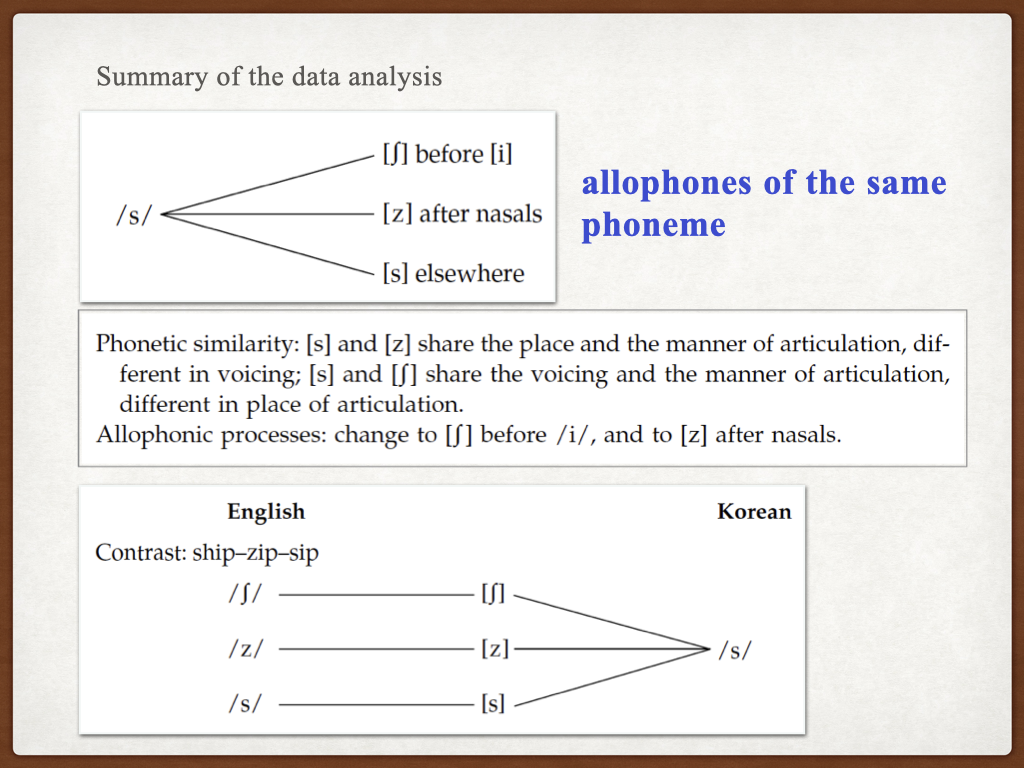 Summary of the data analysis
[ʃ] before [i]
/s/
[z] after nasals
[s] elsewhere
allophones of the same
phoneme
Phonetic similarity: [s] and [z] share the place and the manner of articulation, dif-
ferent in voicing; [s] and [ʃ] share the voicing and the manner of articulation,
different in place of articulation.
Allophonic processes: change to [ʃ] before /i/, and to [z] after nasals.
English Korean
Contrast: ship–zip–sip
/ʃ/ [ʃ]
/z/ [z] /s/
/s/ [s]